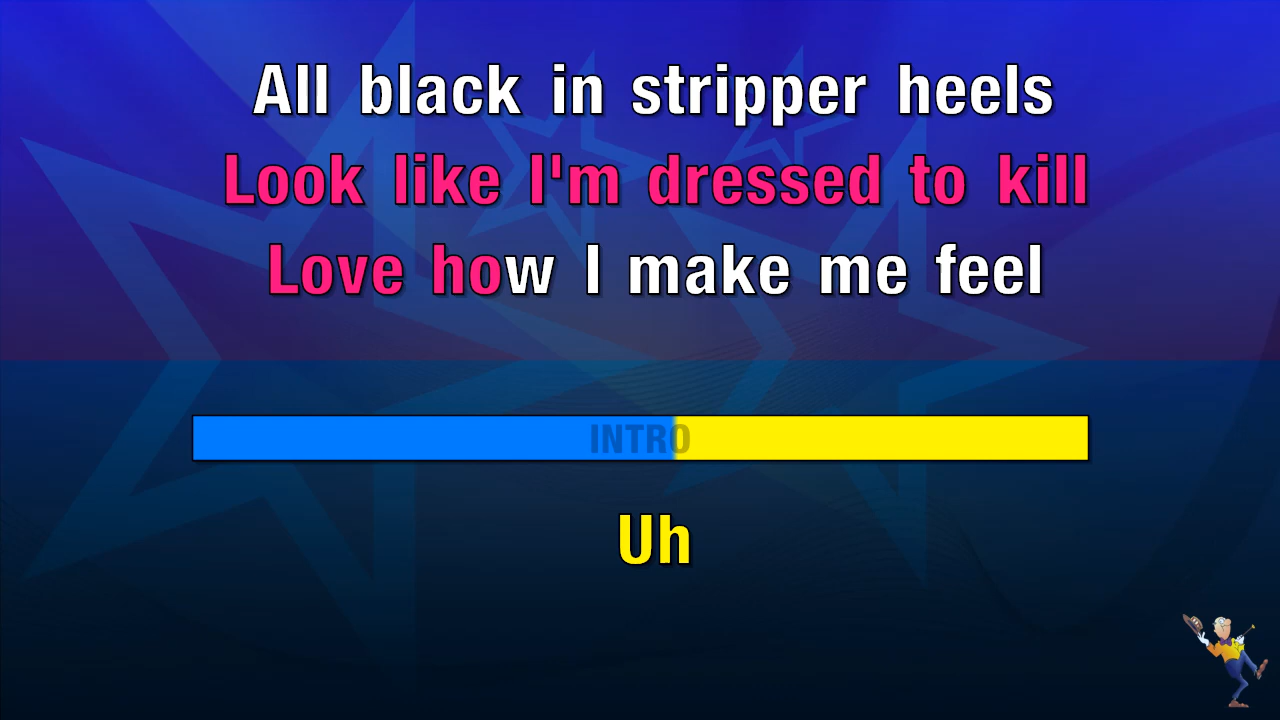 All black in stripper heels
Look like I'm dressed to kill
Love how I make me feel
INTRO
Uh